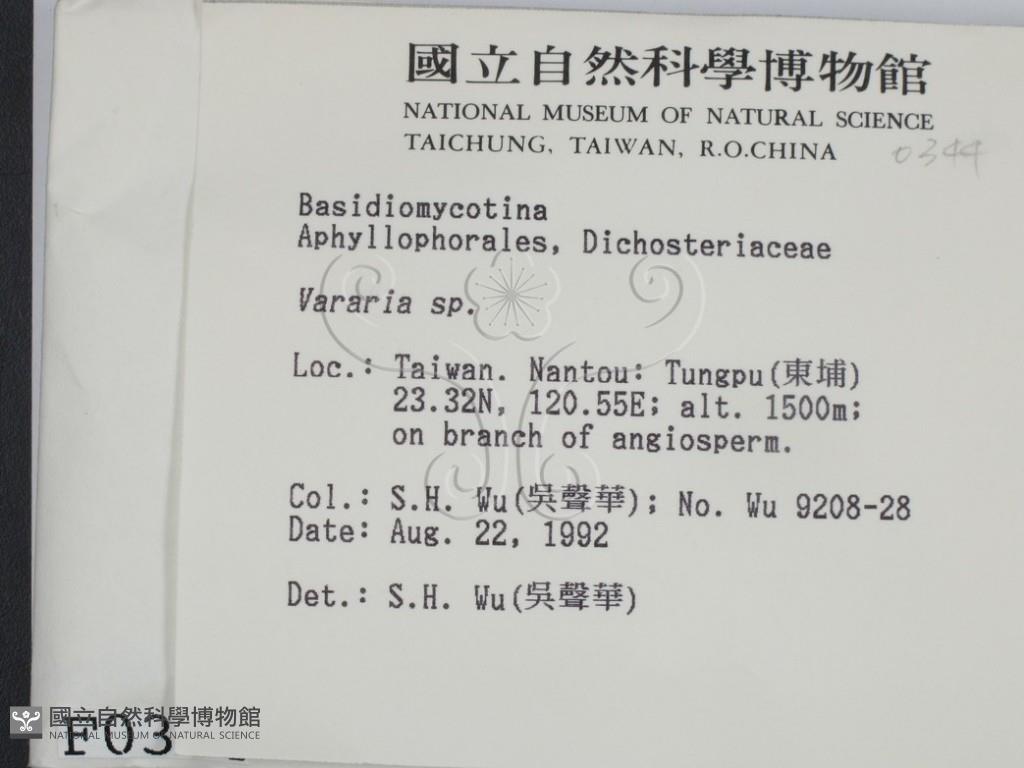 國立自然科學博物館
NATIONAL MUSEUM OF NATURAL SCIENCE
TAICHUNG, TAIWAN, R.O.CHINA
0344
Basidiomycotina
Aphyllophorales, Dichosteriaceae
Vararia sp.
Loc.: Taiwan. Nantou: Tungpu(東埔)
23.32N, 120.55E; alt. 1500m;
on branch of angiosperm.
Col.: S.H. Wu(吳聲華); No. Wu 9208-28
Date: Aug. 22, 1992
Det.: S.H. Wu(吳聲華)
國立自然科學博物館
NATIONAL MUSEUM OF NATURAL SCIENCE
F03